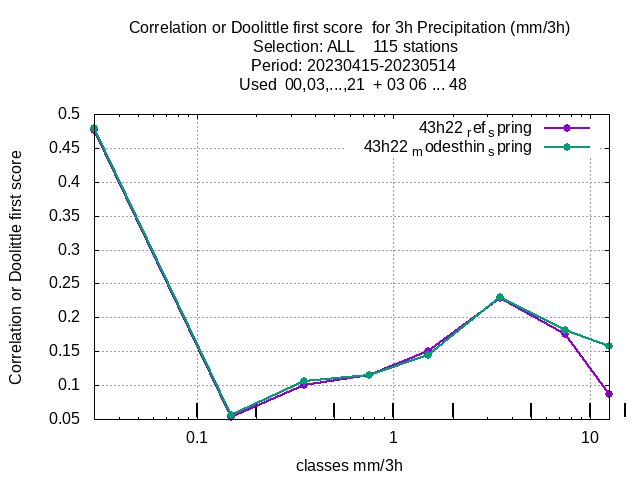 Correlation or Doolittle first score  for 3h Precipitation (mm/3h)
Selection: ALL    115 stations
Period: 20230415-20230514
Used  00,03,...,21  + 03 06 ... 48
0.5
0.45
0.4
0.35
0.3
0.25
0.2
0.15
0.1
0.05
Correlation or Doolittle first score
43h22 ref spring
43h22 modesthin spring
0.1
1
10
classes mm/3h